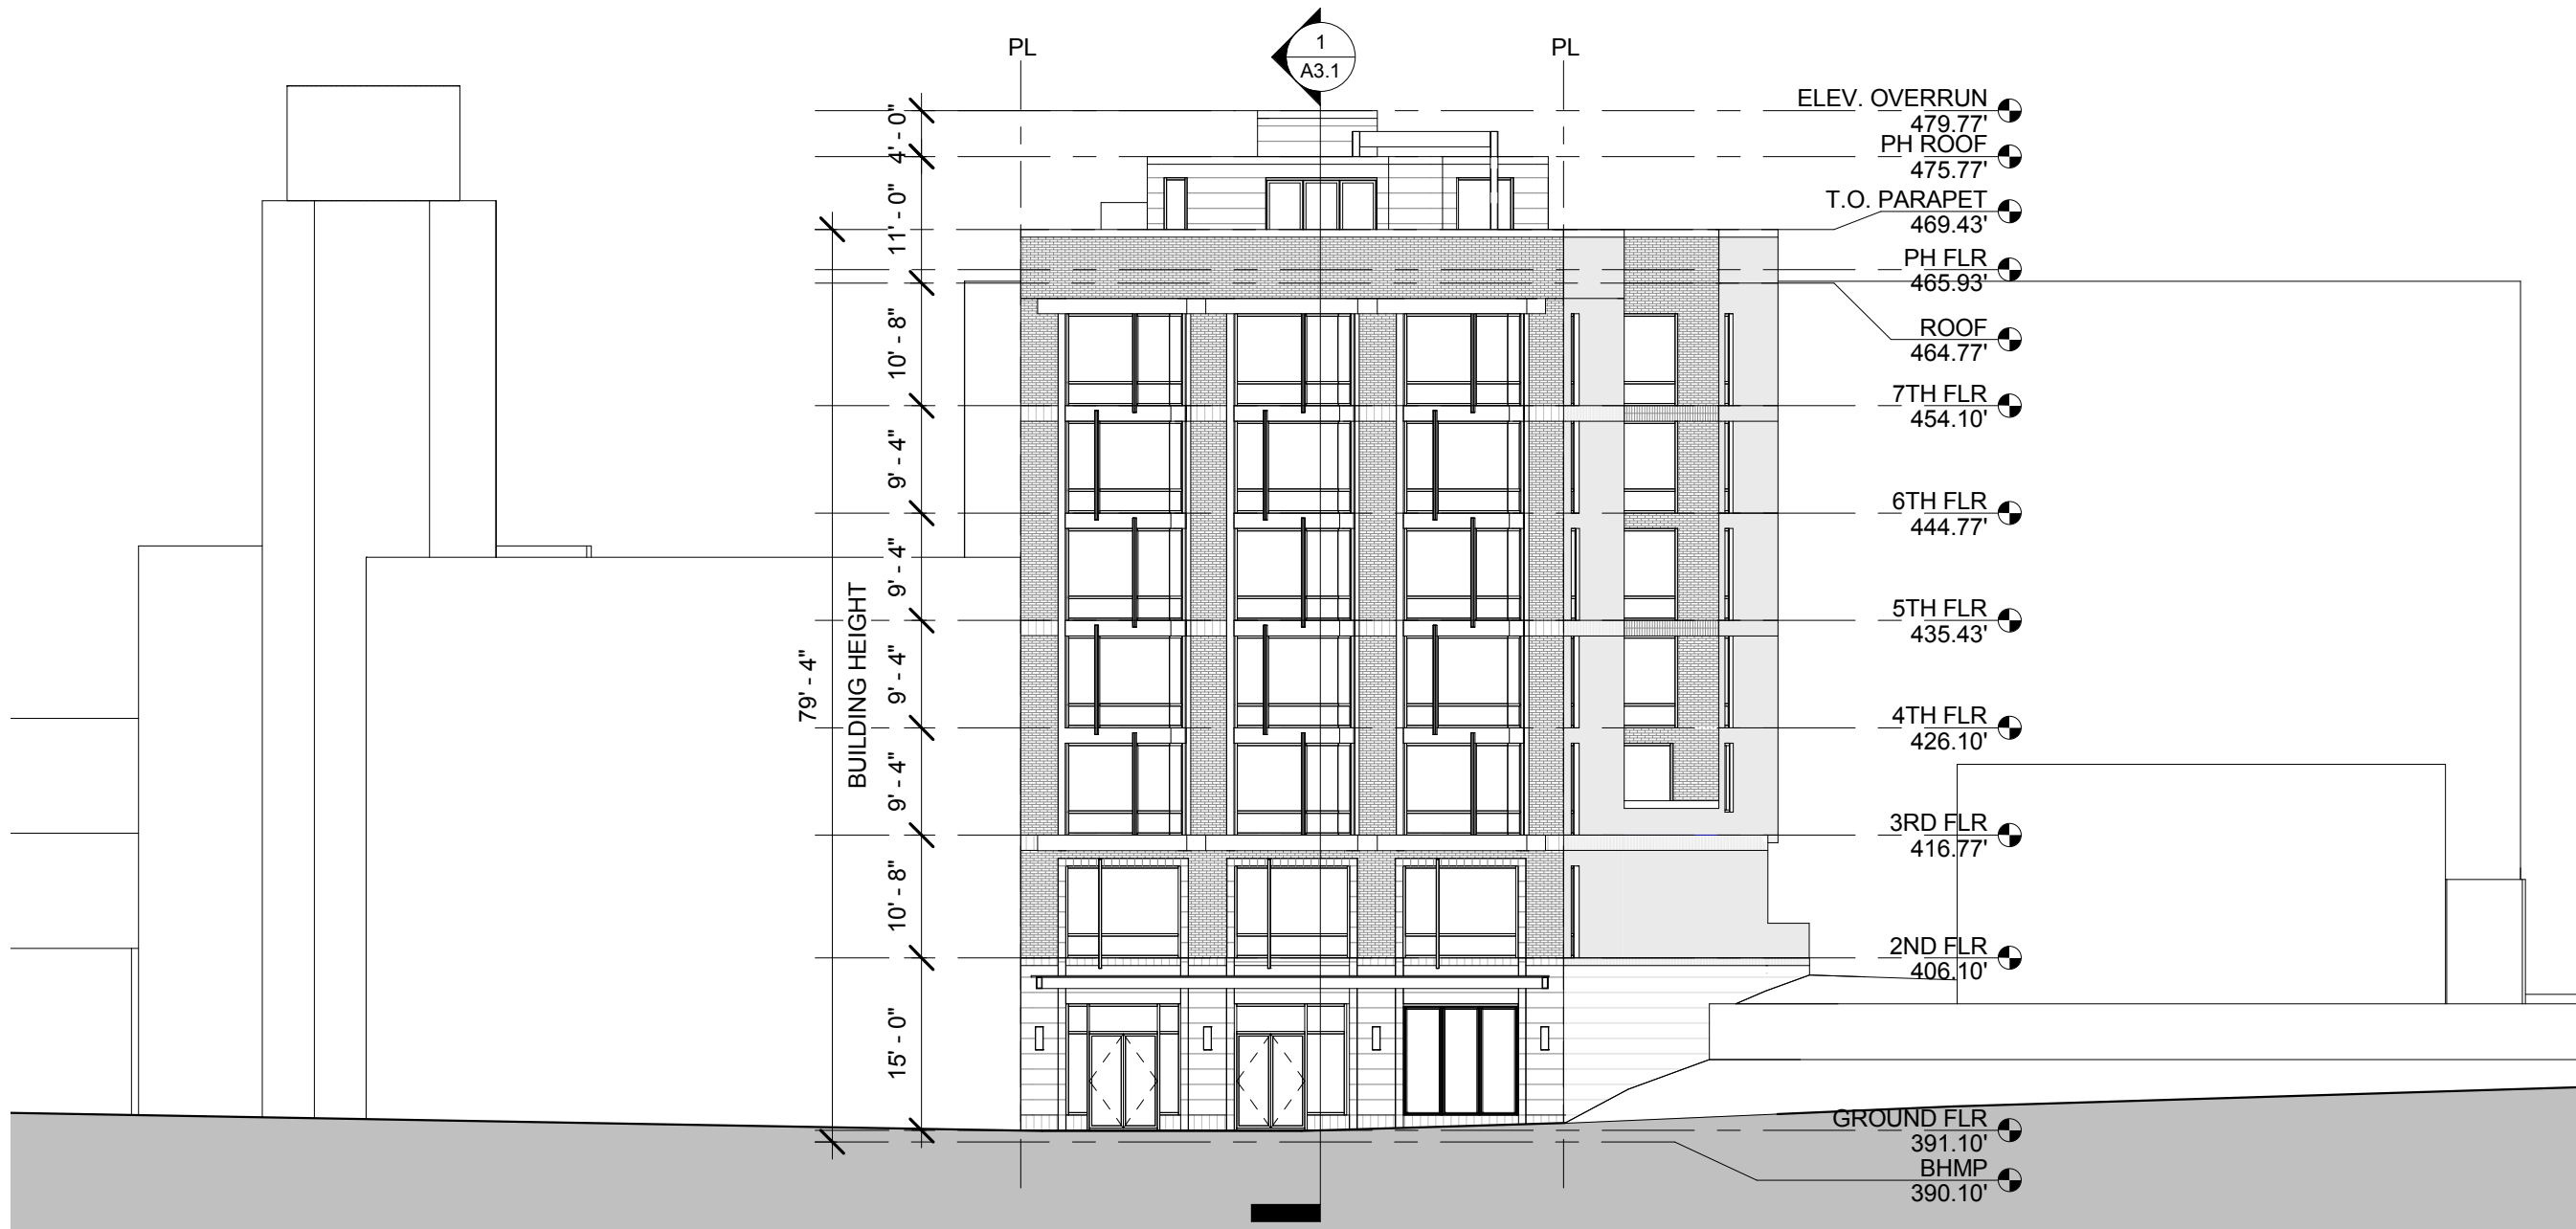 PL
1
A3.1
PL
ELEV. OVERRUN
479.77'
PH ROOF
475.77'
T.O. PARAPET
469.43'
PH FLR
465.93'
ROOF
464.77'
7TH FLR
454.10'
6TH FLR
444.77'
5TH FLR
435.43'
4TH FLR
426.10'
3RD FLR
416.77'
2ND FLR
406.10'
GROUND FLR
391.10'
BHMP
390.10'
4' - 0"
11' - 0"
10' - 8"
9' - 4"
9' - 4"
9' - 4"
9' - 4"
10' - 8"
15' - 0"
79' - 4"
BUILDING HEIGHT